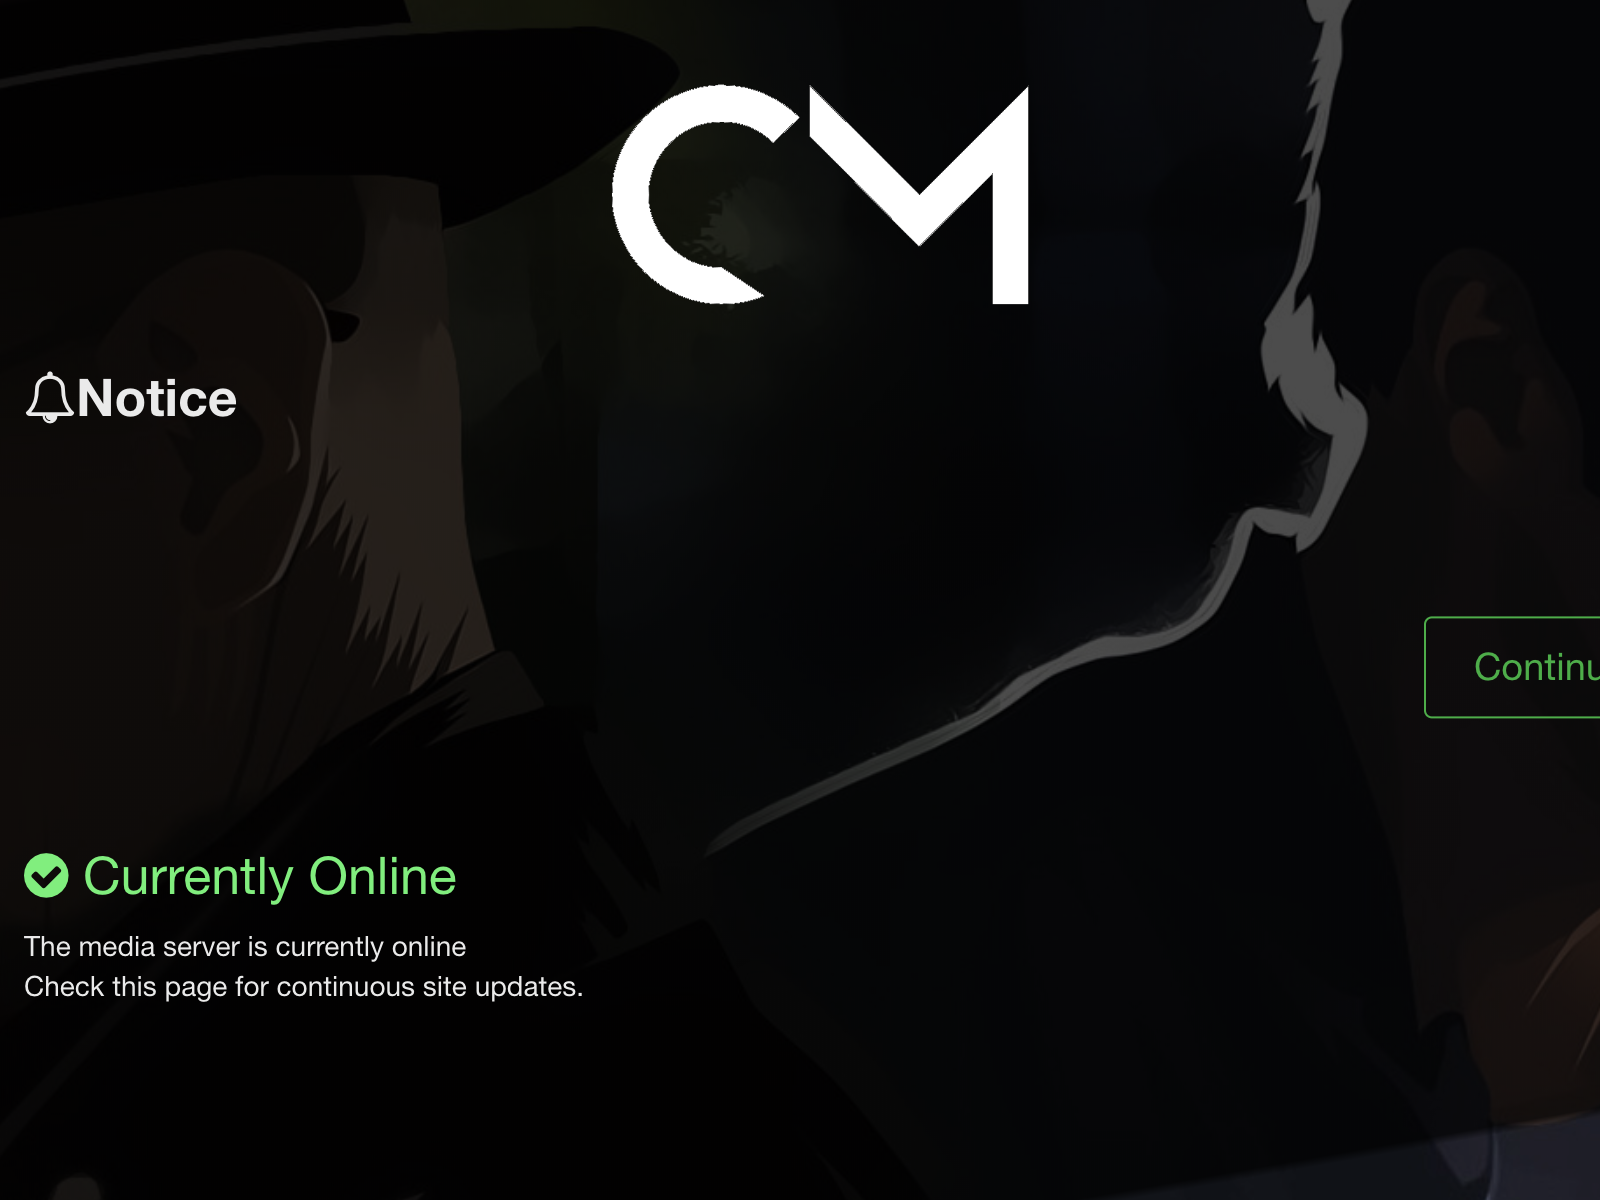 CM
Notice
Continu
Currently Online
The media server is currently online
Check this page for continuous site updates.